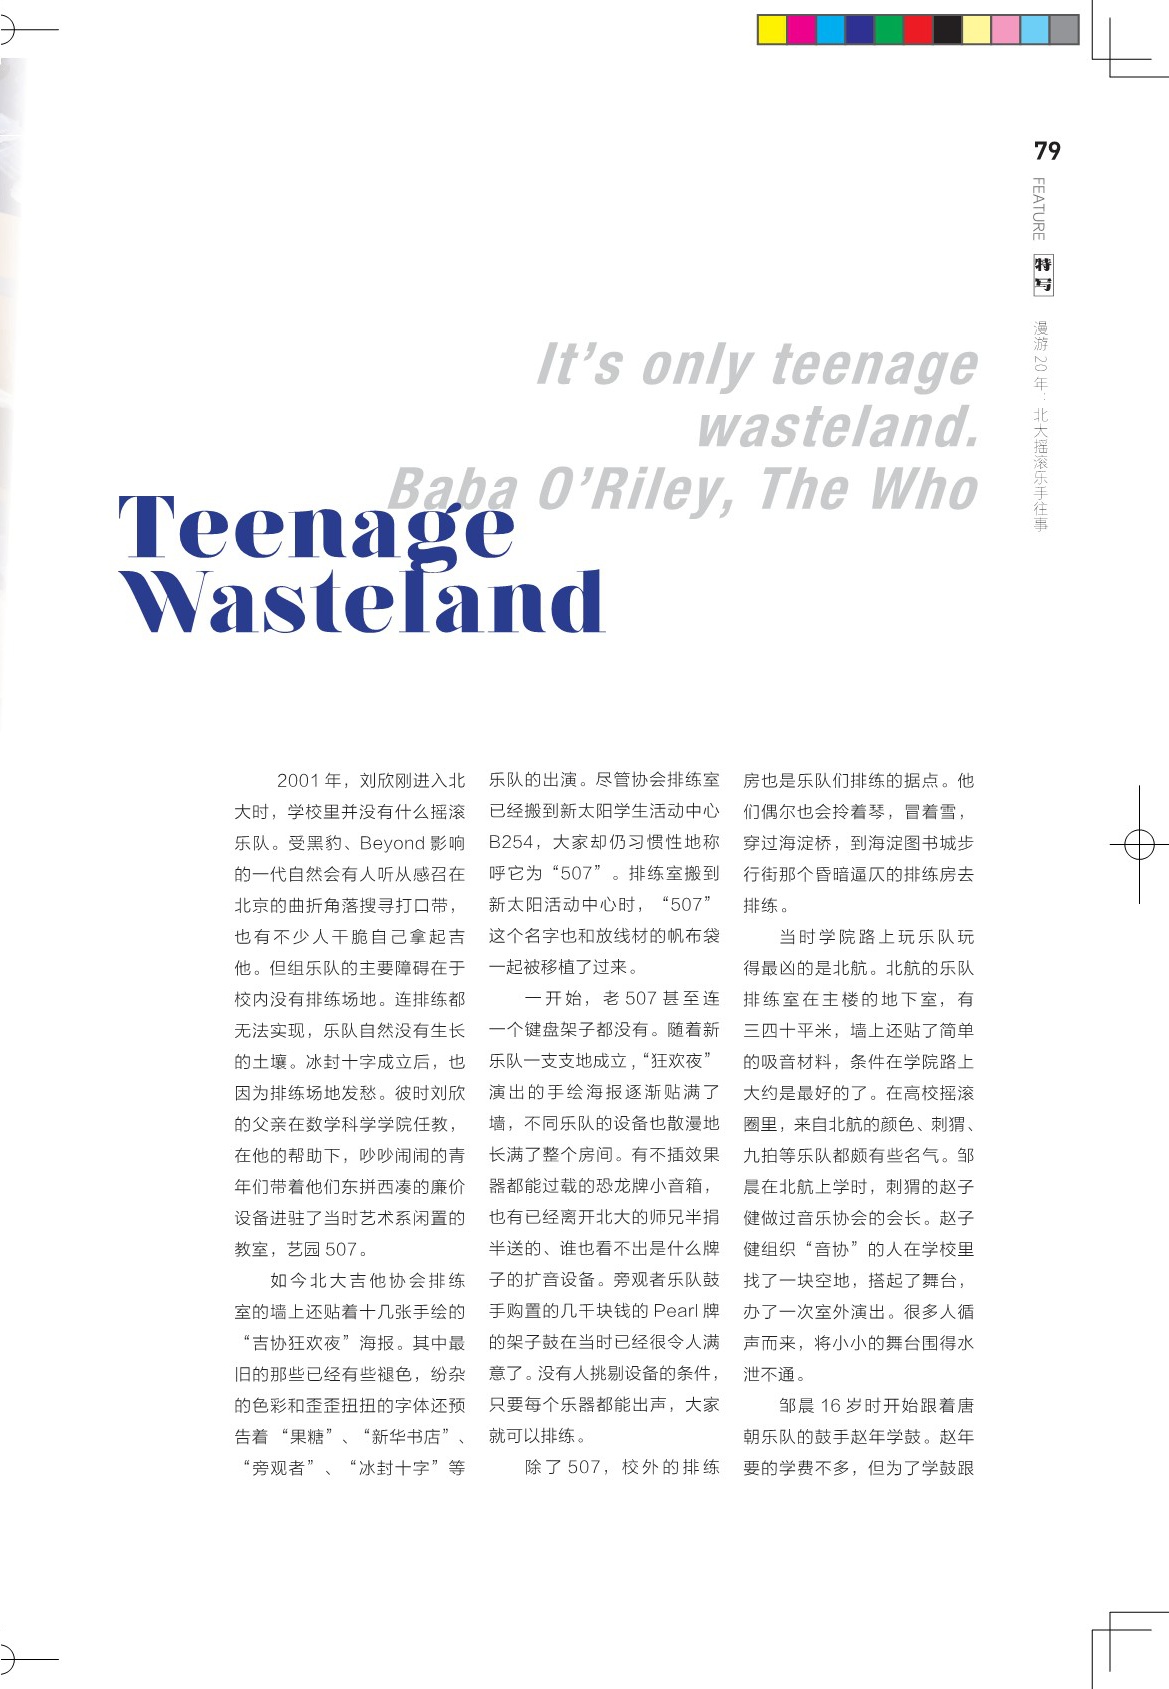 79
FEATURE
特写
漫游 20 年：北大摇滚乐手往事
It's only teenage
wasteland.
Baba O'Riley, The Who
Teenage
Wasteland
2001 年，刘欣刚进入北
大时，学校里并没有什么摇滚
乐队。受黑豹、Beyond 影响
的一代自然会有人听从感召在
北京的曲折角落搜寻打口带，
也有不少人干脆自己拿起吉
他。但组乐队的主要障碍在于
校内没有排练场地。连排练都
无法实现，乐队自然没有生长
的土壤。冰封十字成立后，也
因为排练场地发愁。彼时刘欣
的父亲在数学科学学院任教，
在他的帮助下，吵吵闹闹的青
年们带着他们东拼西凑的廉价
设备进驻了当时艺术系闲置的
教室，艺园 507。
如今北大吉他协会排练
室的墙上还贴着十几张手绘的
“吉协狂欢夜”海报。其中最
旧的那些已经有些褪色，纷杂
的色彩和歪歪扭扭的字体还预
告着 “果糖”、“新华书店”、
“旁观者”、“冰封十字”等
乐队的出演。尽管协会排练室
已经搬到新太阳学生活动中心
B254，大家却仍习惯性地称
呼它为“507”。排练室搬到
新太阳活动中心时，“507”
这个名字也和放线材的帆布袋
一起被移植了过来。
一开始，老 507 甚至连
一个键盘架子都没有。随着新
乐队一支支地成立，“狂欢夜”
演出的手绘海报逐渐贴满了
墙，不同乐队的设备也散漫地
长满了整个房间。有不插效果
器都能过载的恐龙牌小音箱，
也有已经离开北大的师兄半捐
半送的、谁也看不出是什么牌
子的扩音设备。旁观者乐队鼓
手购置的几千块钱的 Pearl 牌
的架子鼓在当时已经很令人满
意了。没有人挑剔设备的条件，
只要每个乐器都能出声，大家
就可以排练。
除了 507，校外的排练
房也是乐队们排练的据点。他
们偶尔也会拎着琴，冒着雪，
穿过海淀桥，到海淀图书城步
行街那个昏暗逼仄的排练房去
排练。
当时学院路上玩乐队玩
得最凶的是北航。北航的乐队
排练室在主楼的地下室，有
三四十平米，墙上还贴了简单
的吸音材料，条件在学院路上
大约是最好的了。在高校摇滚
圈里，来自北航的颜色、刺猬、
九拍等乐队都颇有些名气。邹
晨在北航上学时，刺猬的赵子
健做过音乐协会的会长。赵子
健组织“音协”的人在学校里
找了一块空地，搭起了舞台，
办了一次室外演出。很多人循
声而来，将小小的舞台围得水
泄不通。
邹晨 16 岁时开始跟着唐
朝乐队的鼓手赵年学鼓。赵年
要的学费不多，但为了学鼓跟